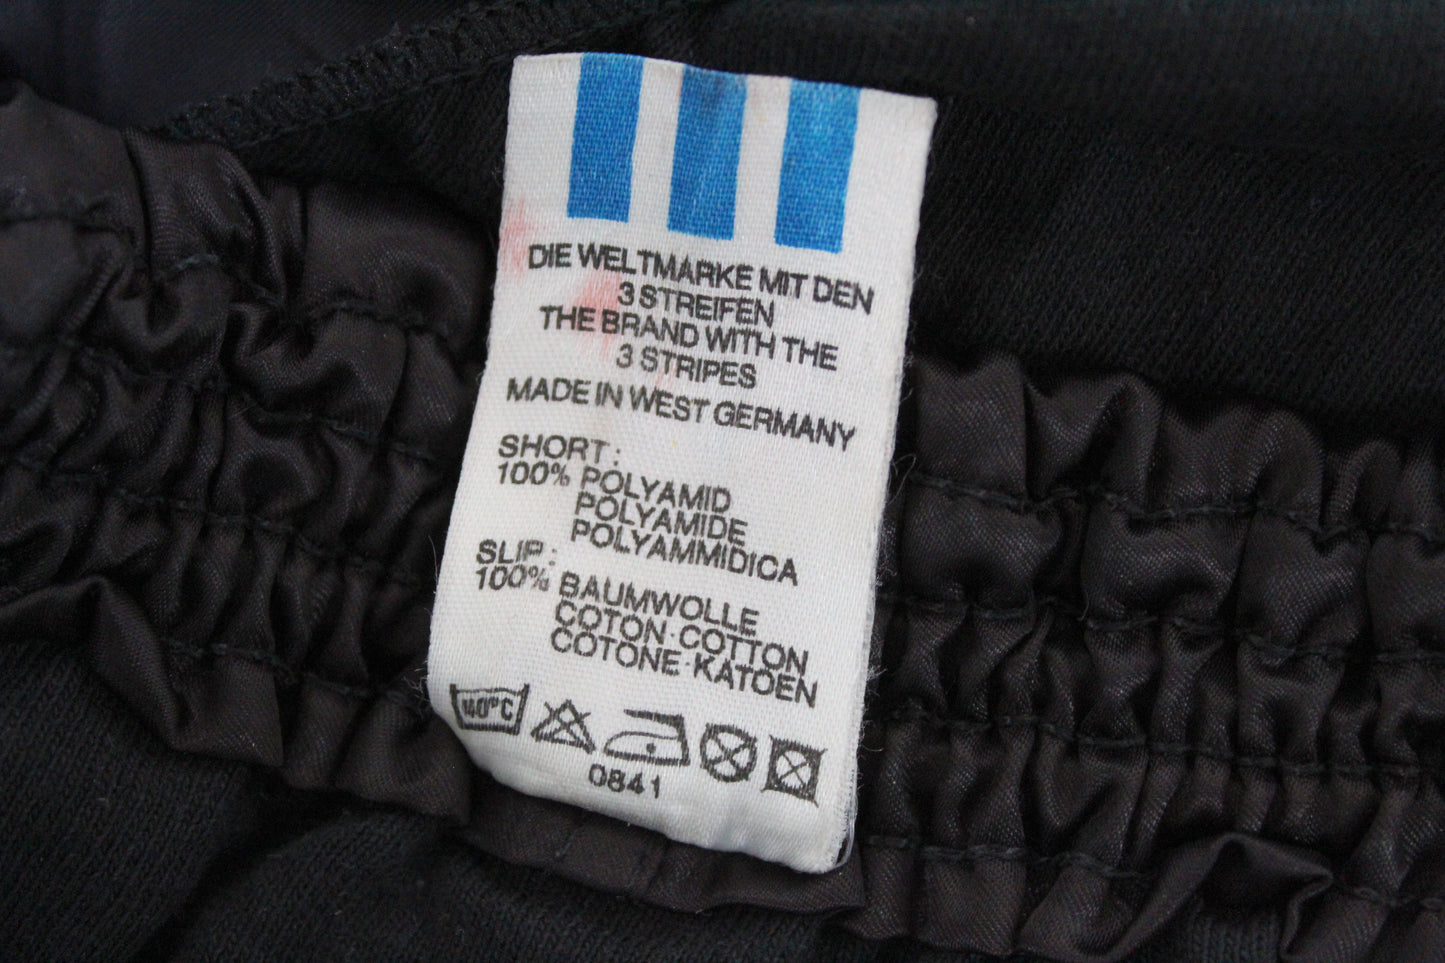 DIE WELTMARKE MIT DEN
3 STREIFEN
THE BRAND WITH THE
3 STRIPES
MADE IN WEST GERMANY
SHORT:
100% POLYAMID
POLYAMIDE
POLYAMMIDICA
SLIP:
100% BAUMWOLLE
COTON·COTTON
COTONE·KATOEN
40°C
0841